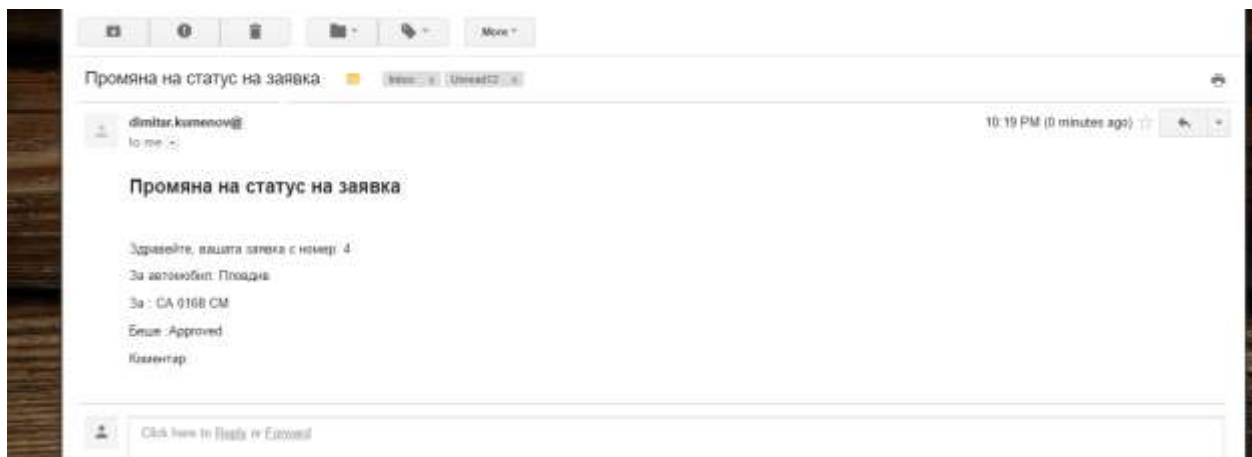 More
Промяна на статус на заявка Inbox x Unread x
dimitar.kumenov@ 10:19 PM (0 minutes ago)
to me
Промяна на статус на заявка
Здравейте, вашата заявка с номер: 4
За автомобил: Пловдив
За : CA 0168 CM
Беше :Approved
Коментар
Click here to Reply or Forward